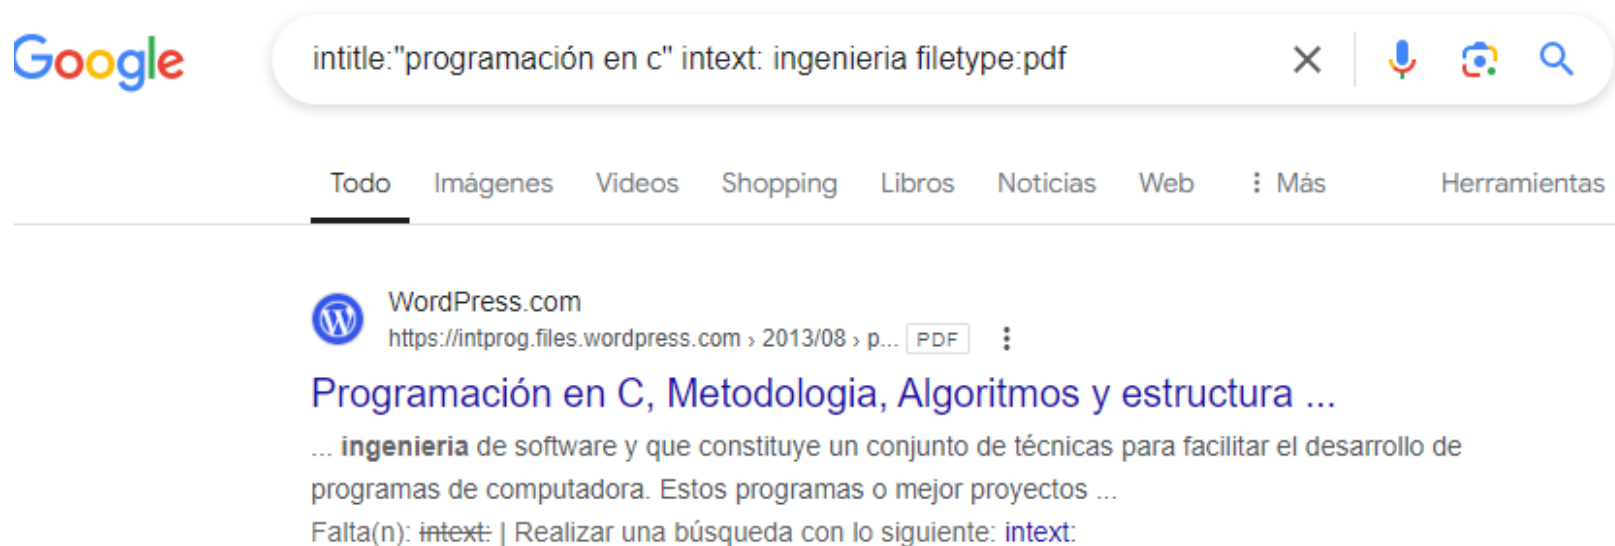 Google
intitle:"programación en c" intext: ingenieria filetype:pdf
Todo Imágenes Videos Shopping Libros Noticias Web Más Herramientas
WordPress.com
https://intprog.files.wordpress.com › 2013/08 › p... PDF
Programación en C, Metodologia, Algoritmos y estructura ...
... ingenieria de software y que constituye un conjunto de técnicas para facilitar el desarrollo de
programas de computadora. Estos programas o mejor proyectos ...
Falta(n): intext: | Realizar una búsqueda con lo siguiente: intext: